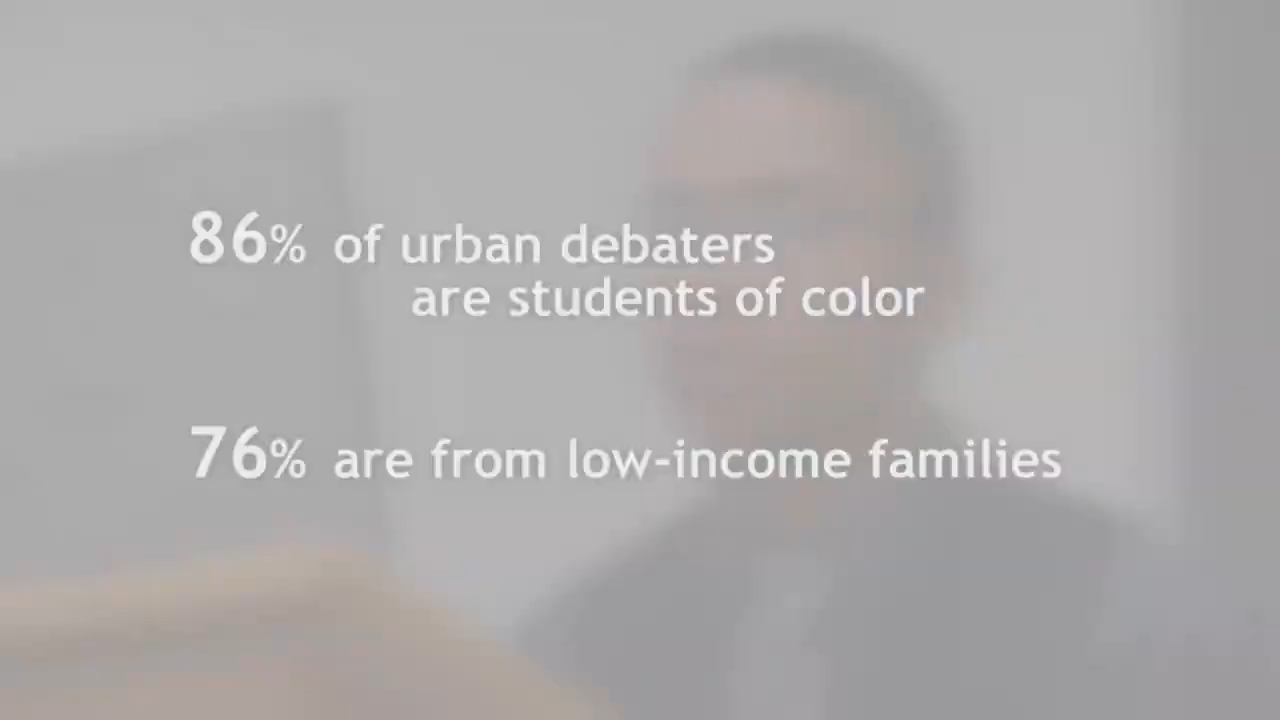 86% of urban debaters
are students of color
76% are from low-income families